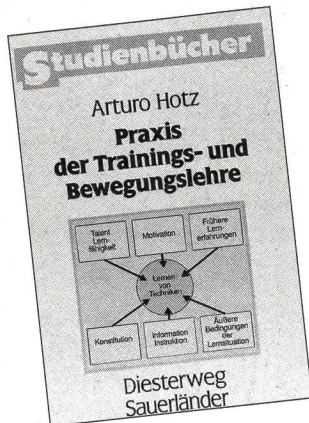 Studienbücher
Arturo Hotz
Praxis
der Trainings- und
Bewegungslehre
Talent
Lern-
fähigkeit
Motivation
Frühere
Lern-
erfahrungen
Lernen
von
Techniken
Konstitution
Information
Instruktion
Äußere
Bedingungen
der
Lernsituation
Diesterweg
Sauerländer